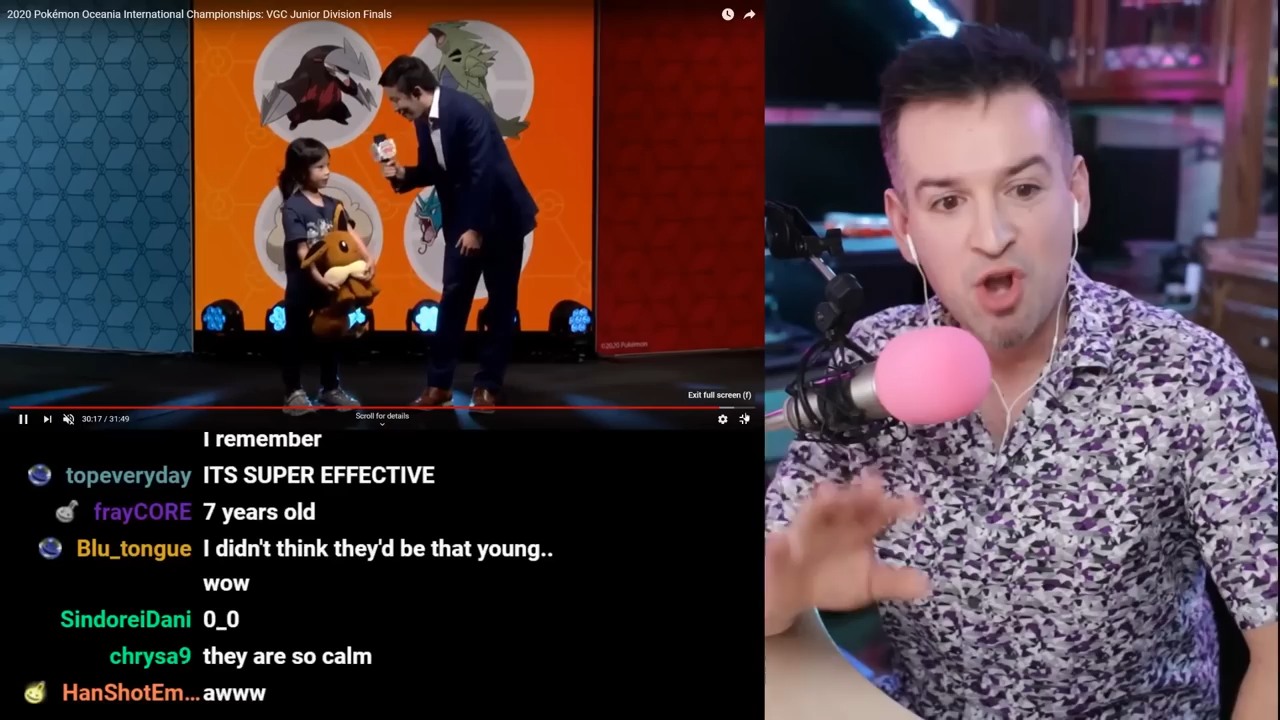 2020 Pokémon Oceania International Championships: VGC Junior Division Finals
©2020 Pokémon
Exit full screen (f)
30:17 / 31:49
Scroll for details
I remember
topeveryday ITS SUPER EFFECTIVE
frayCORE 7 years old
Blu_tongue I didn't think they'd be that young..
wow
SindoreiDani 0_0
chrysa9 they are so calm
HanShotEm... awww